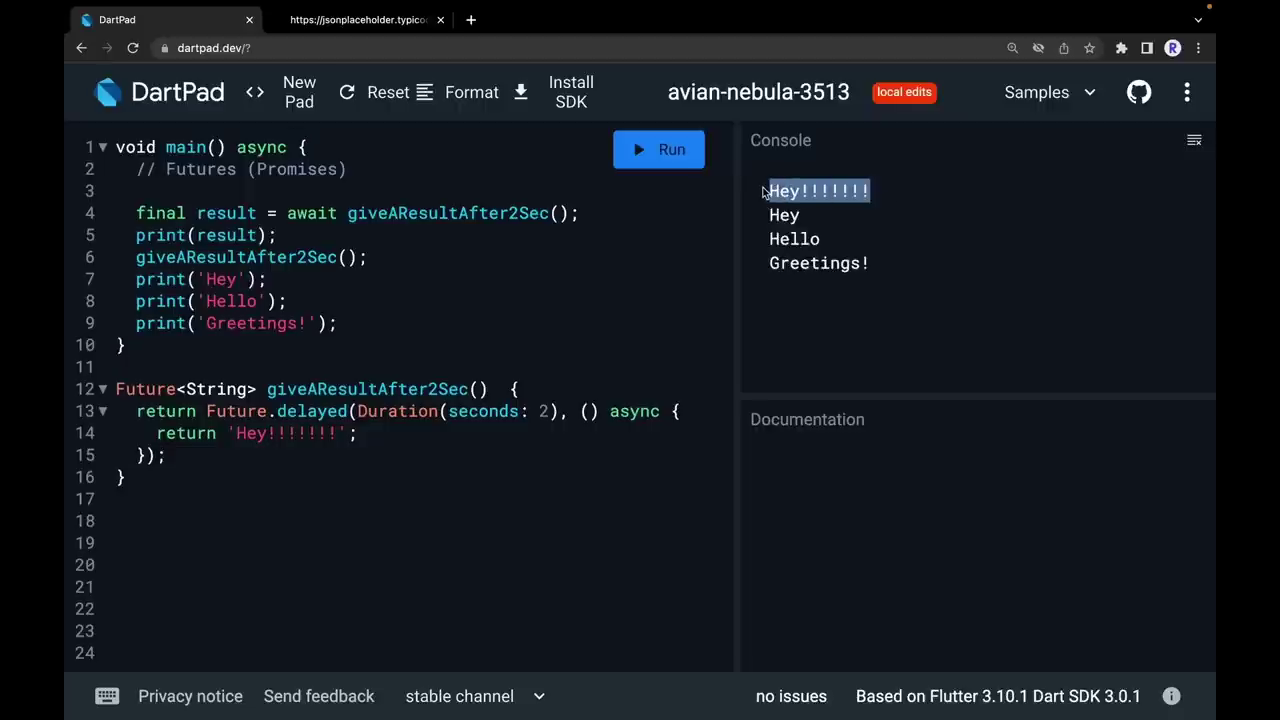 DartPad
https://jsonplaceholder.typico
dartpad.dev/?
R
DartPad
New Pad
Reset
Format
Install SDK
avian-nebula-3513
local edits
Samples
1 void main() async {
2 // Futures (Promises)
3
4 final result = await giveAResultAfter2Sec();
5 print(result);
6 giveAResultAfter2Sec();
7 print('Hey');
8 print('Hello');
9 print('Greetings!');
10 }
11
12 Future<String> giveAResultAfter2Sec()  {
13 return Future.delayed(Duration(seconds: 2), () async {
14 return 'Hey!!!!!!!';
15 });
16 }
17
18
19
20
21
22
23
24
Run
Console
Hey!!!!!!!
Hey
Hello
Greetings!
Documentation
Privacy notice
Send feedback
stable channel
no issues
Based on Flutter 3.10.1 Dart SDK 3.0.1